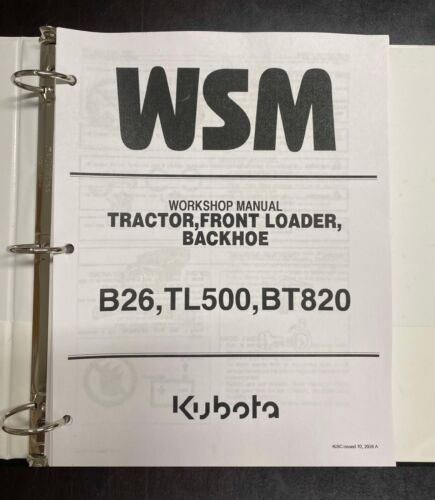 WSM
WORKSHOP MANUAL
TRACTOR,FRONT LOADER,
BACKHOE
B26,TL500,BT820
Kubota